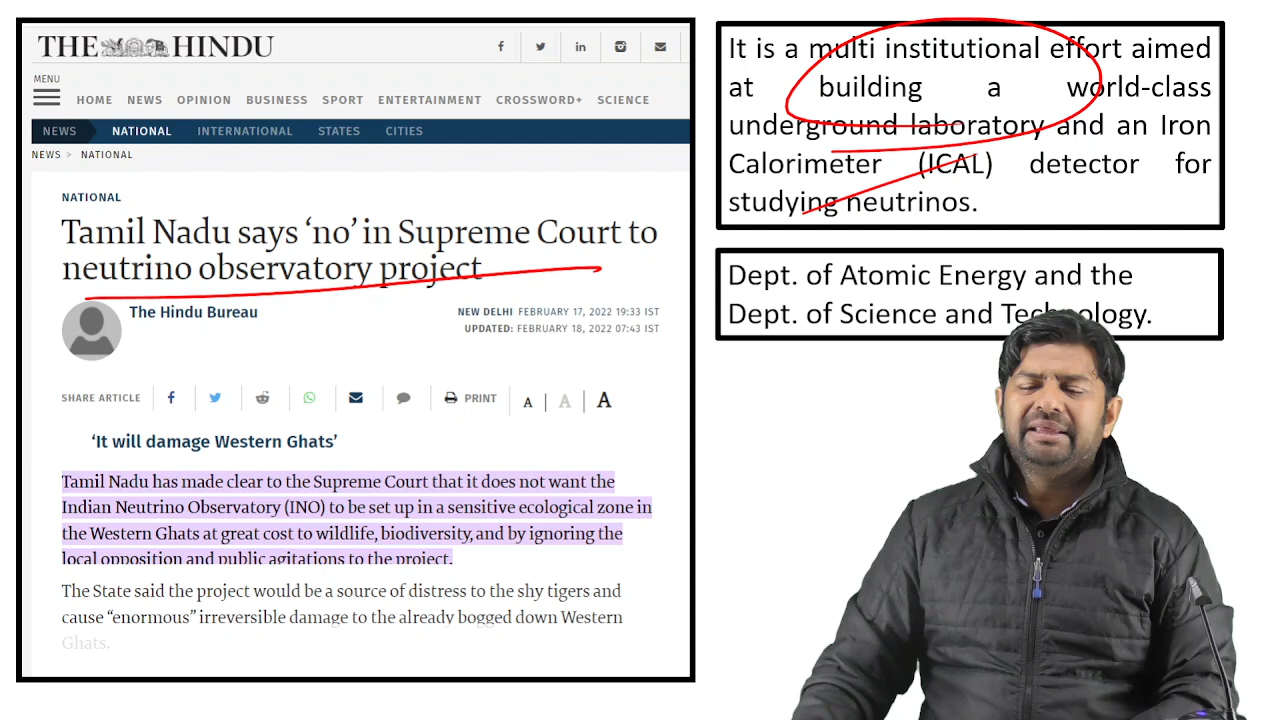 THE HINDU
MENU
HOME NEWS OPINION BUSINESS SPORT ENTERTAINMENT CROSSWORD+ SCIENCE
NEWS NATIONAL INTERNATIONAL STATES CITIES
NEWS > NATIONAL
NATIONAL
Tamil Nadu says ‘no’ in Supreme Court to
neutrino observatory project
The Hindu Bureau
NEW DELHI FEBRUARY 17, 2022 19:33 IST
UPDATED: FEBRUARY 18, 2022 07:43 IST
SHARE ARTICLE PRINT A | A | A
‘It will damage Western Ghats’
Tamil Nadu has made clear to the Supreme Court that it does not want the
Indian Neutrino Observatory (INO) to be set up in a sensitive ecological zone in
the Western Ghats at great cost to wildlife, biodiversity, and by ignoring the
local opposition and public agitations to the project.
The State said the project would be a source of distress to the shy tigers and
cause “enormous” irreversible damage to the already bogged down Western
Ghats.
It is a multi institutional effort aimed
at building a world-class
underground laboratory and an Iron
Calorimeter (ICAL) detector for
studying neutrinos.
Dept. of Atomic Energy and the
Dept. of Science and Technology.